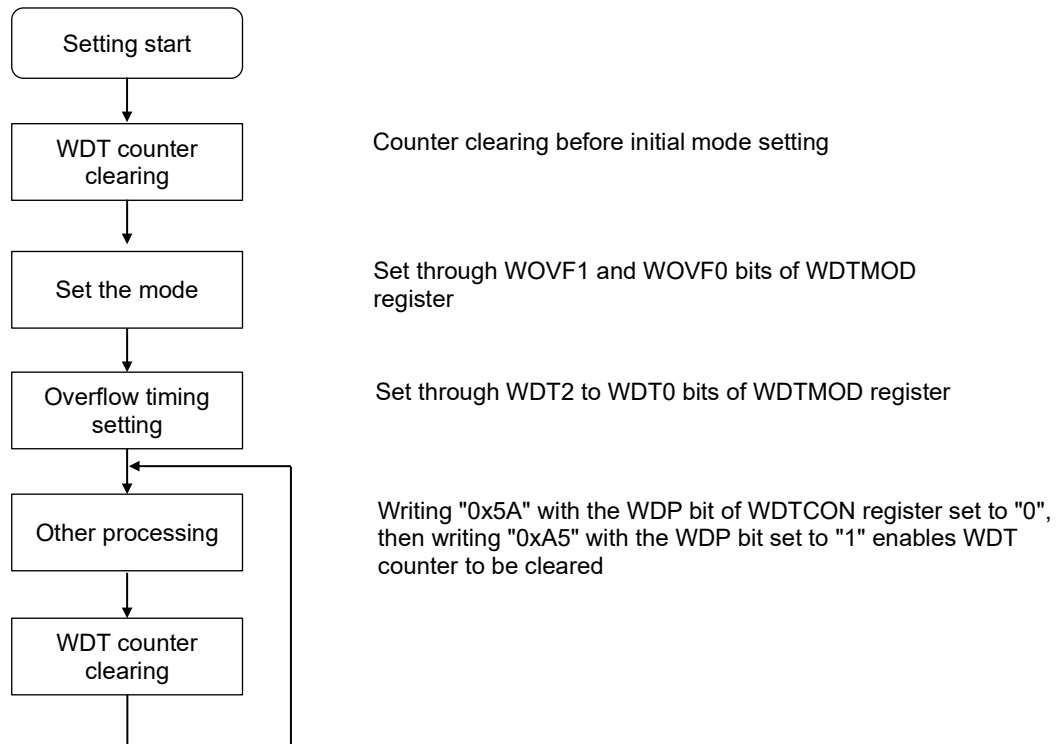 Setting start
WDT counter
clearing
Counter clearing before initial mode setting
Set the mode
Set through WOVF1 and WOVF0 bits of WDTMOD
register
Overflow timing
setting
Set through WDT2 to WDT0 bits of WDTMOD register
Other processing
Writing "0x5A" with the WDP bit of WDTCON register set to "0",
then writing "0xA5" with the WDP bit set to "1" enables WDT
counter to be cleared
WDT counter
clearing